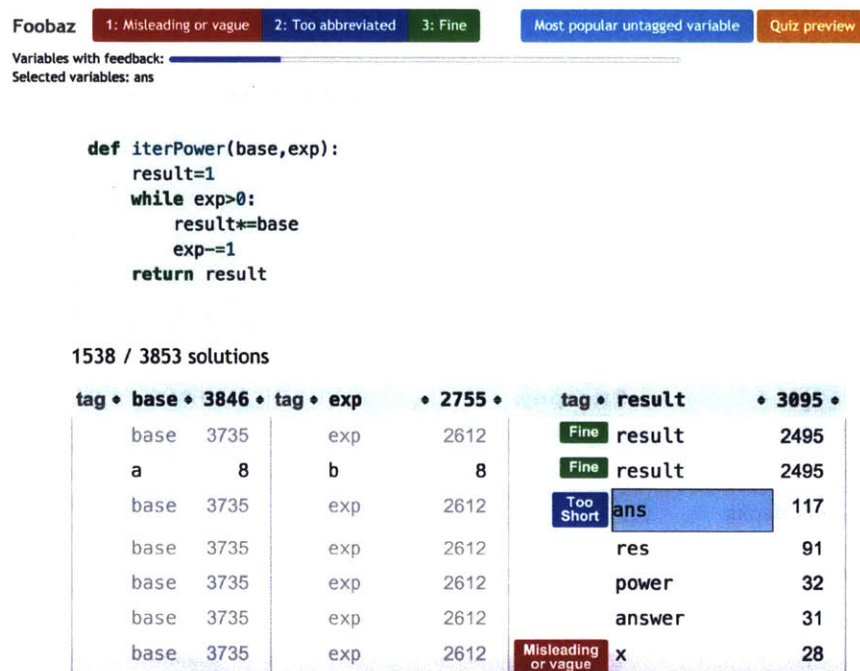 Foobaz 1: Misleading or vague 2: Too abbreviated 3: Fine Most popular untagged variable Quiz preview
Variables with feedback:
Selected variables: ans
def iterPower(base,exp):
result=1
while exp>0:
result*=base
exp-=1
return result
1538 / 3853 solutions
tag base 3846 tag exp 2755 tag result 3095
base 3735 exp 2612 Fine result 2495
a 8 b 8 Fine result 2495
base 3735 exp 2612 Too Short ans 117
base 3735 exp 2612 res 91
base 3735 exp 2612 power 32
base 3735 exp 2612 answer 31
base 3735 exp 2612 Misleading or vague x 28